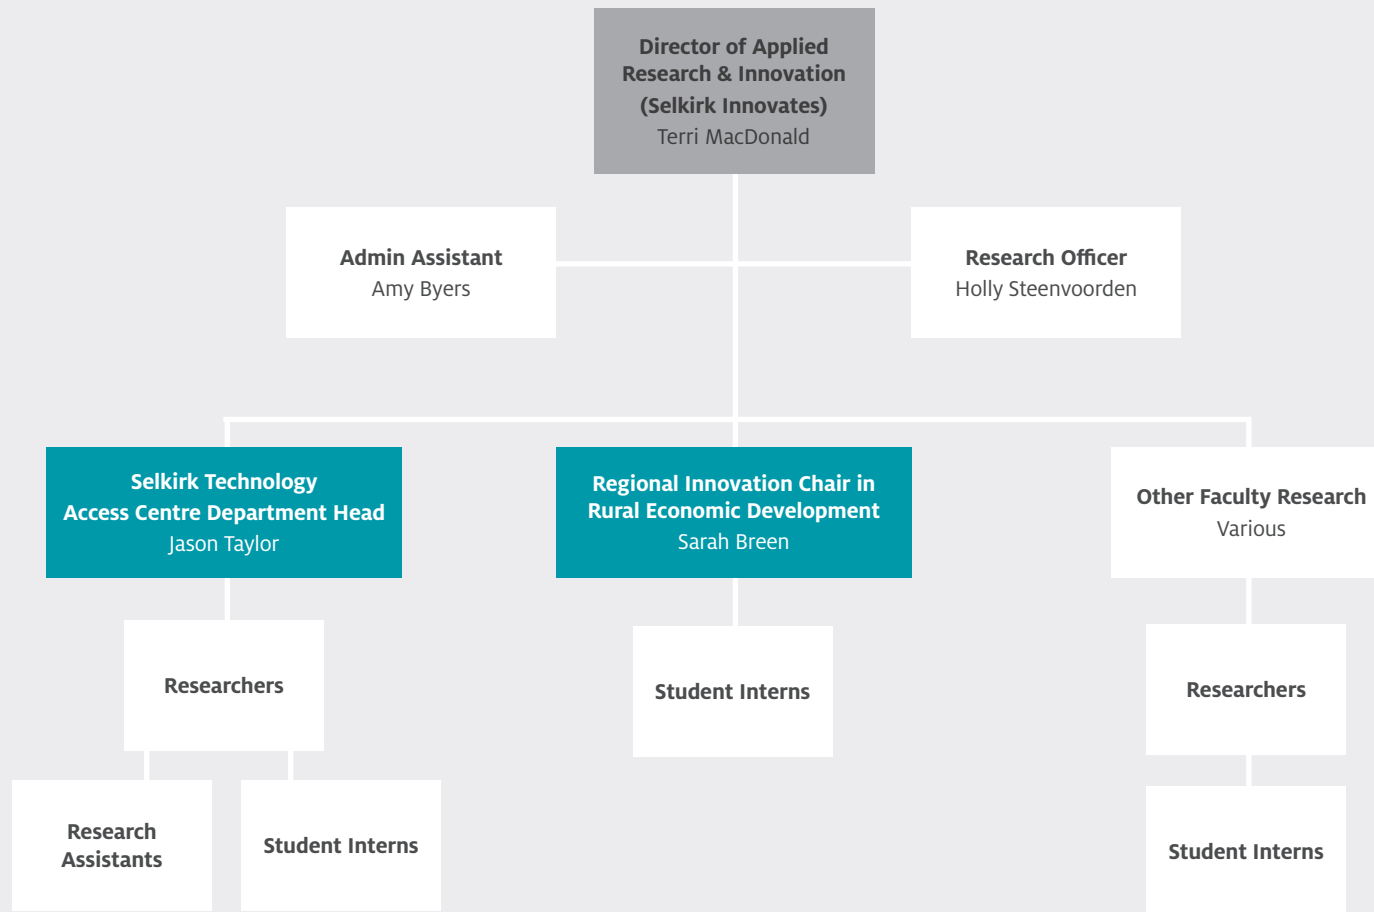 Director of Applied
Research & Innovation
(Selkirk Innovates)
Terri MacDonald
Admin Assistant
Amy Byers
Research Officer
Holly Steenvoorden
Selkirk Technology
Access Centre Department Head
Jason Taylor
Regional Innovation Chair in
Rural Economic Development
Sarah Breen
Other Faculty Research
Various
Researchers
Student Interns
Researchers
Research
Assistants
Student Interns
Student Interns